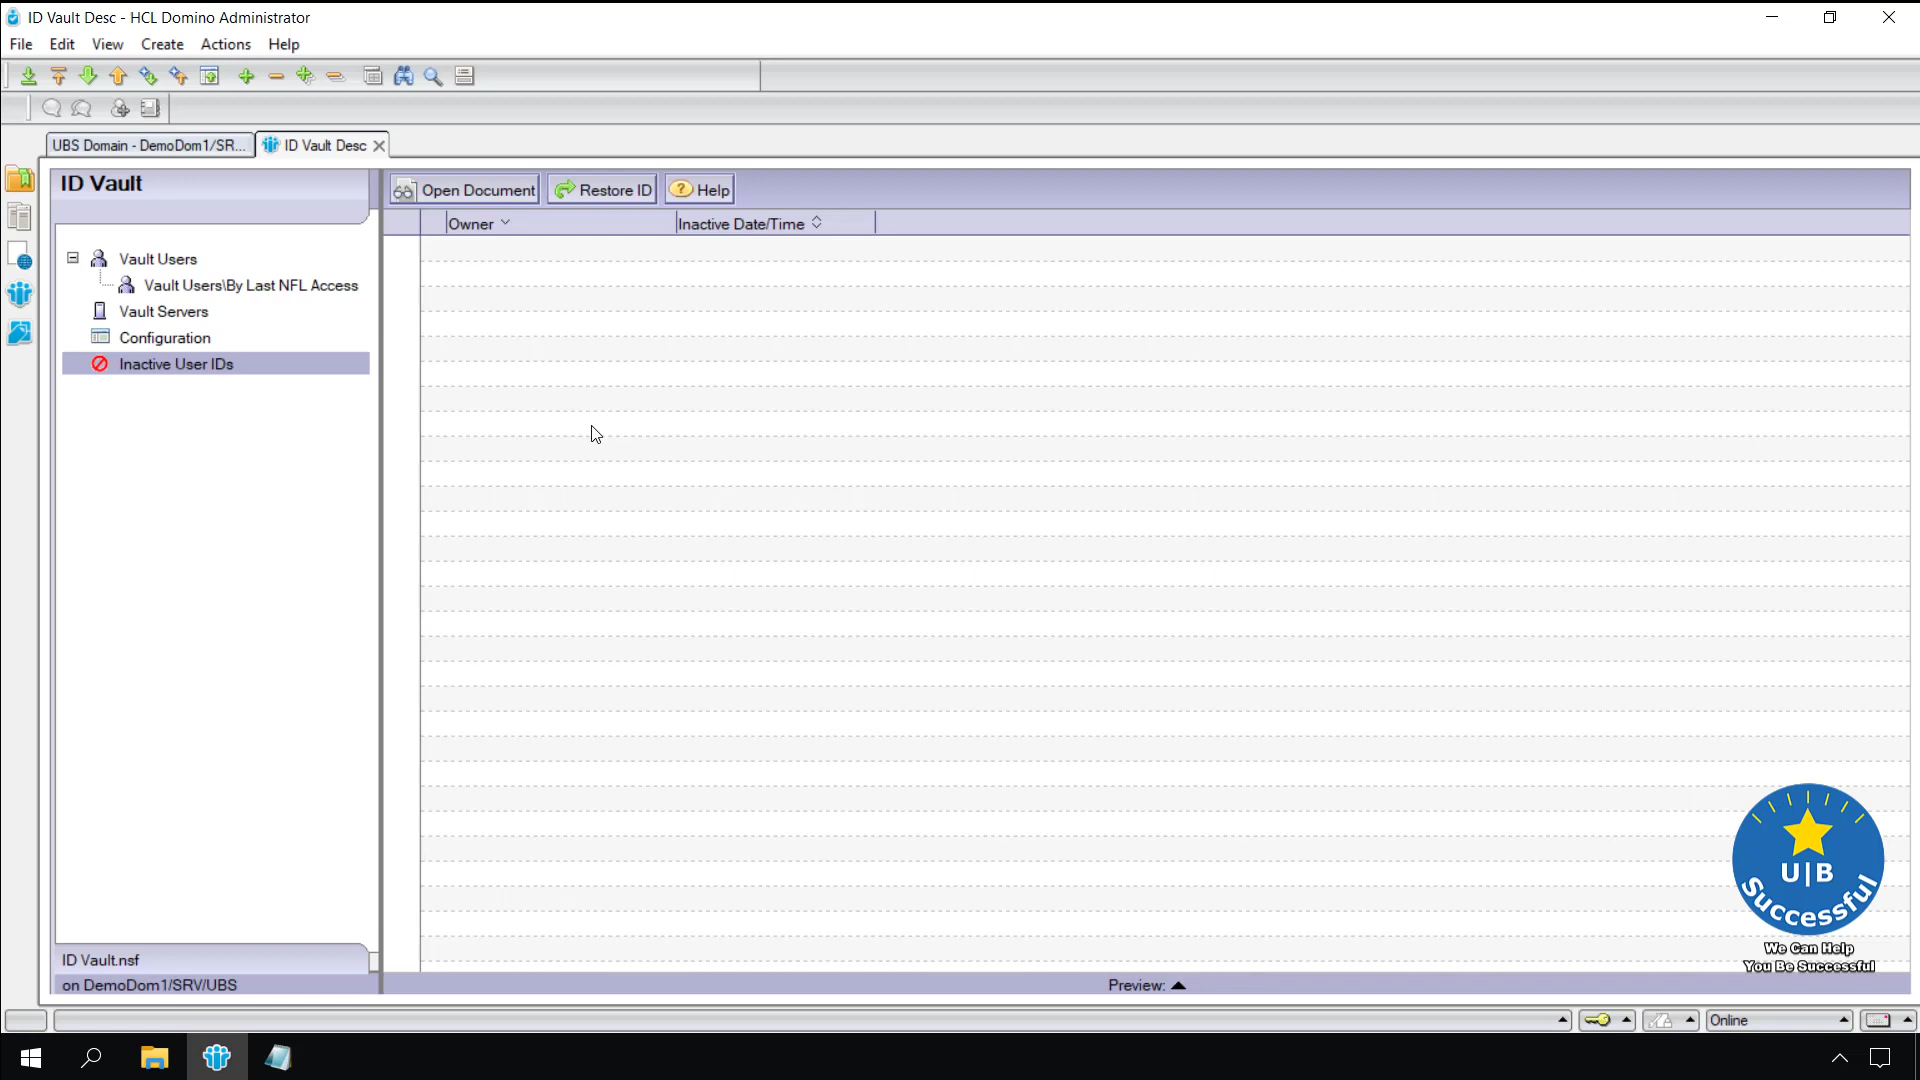 ID Vault Desc - HCL Domino Administrator
File Edit View Create Actions Help
UBS Domain - DemoDom1/SR... ID Vault Desc
ID Vault
Open Document Restore ID Help
Owner Inactive Date/Time
Vault Users
Vault Users\By Last NFL Access
Vault Servers
Configuration
Inactive User IDs
U|B
Successful
We Can Help
You Be Successful
ID Vault.nsf
on DemoDom1/SRV/UBS
Preview:
Online